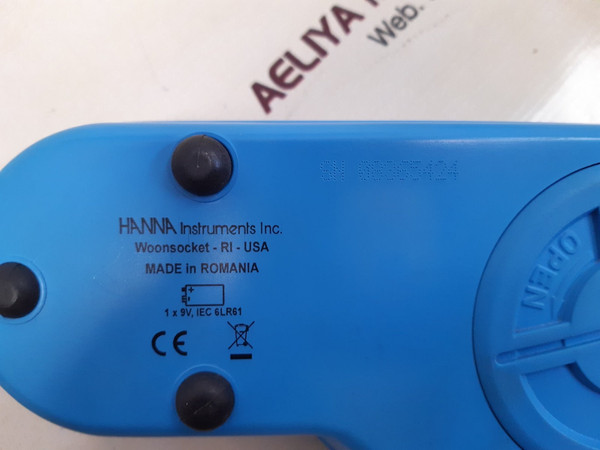 AELIYA
Web.
HANNA Instruments Inc.
Woonsocket - RI - USA
MADE in ROMANIA
1 x 9V, IEC 6LR61
CE
OPEN